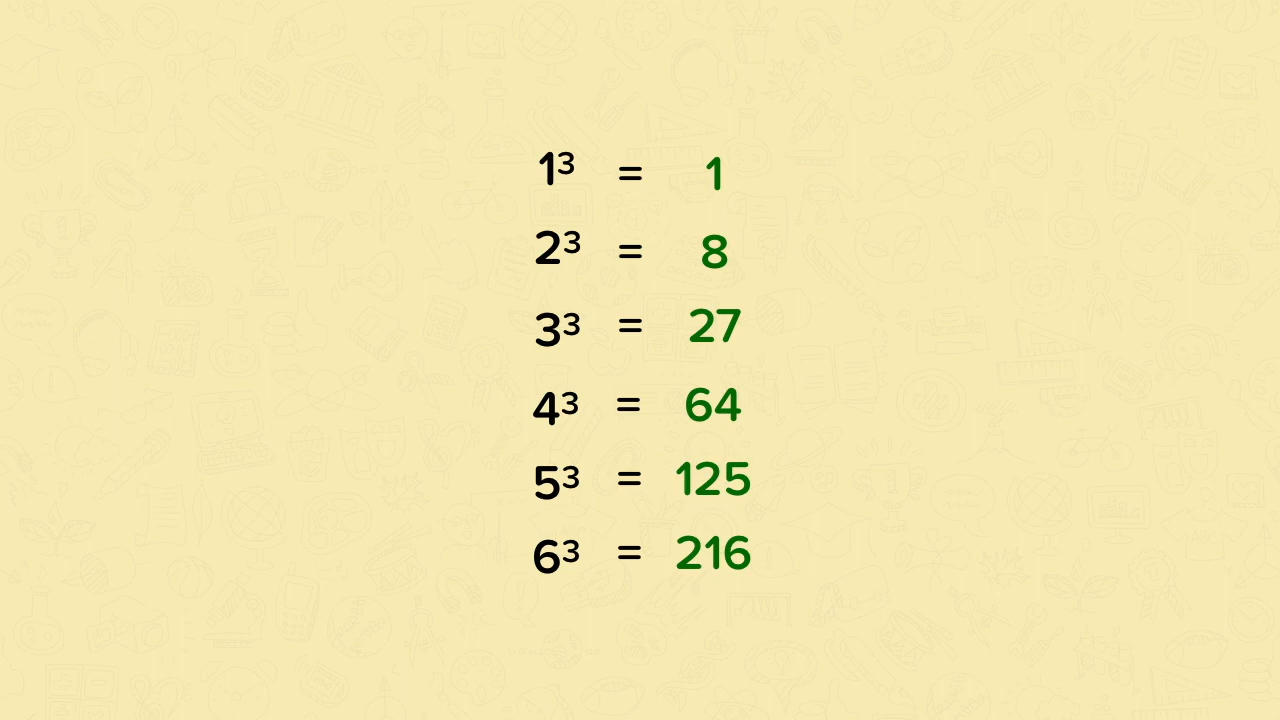 1³ = 1
2³ = 8
3³ = 27
4³ = 64
5³ = 125
6³ = 216